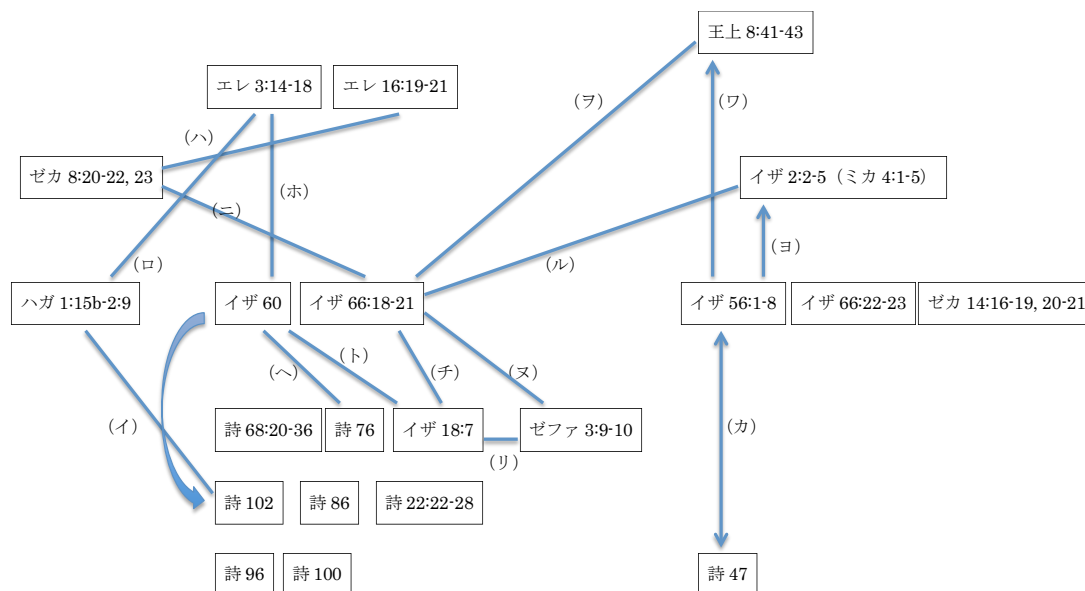 王上 8:41-43
エレ 3:14-18
エレ 16:19-21
（ヲ）
（ワ）
（ハ）
ゼカ 8:20-22, 23
イザ 2:2-5（ミカ 4:1-5）
（ホ）
（ニ）
（ヨ）
（ロ）
（ル）
ハガ 1:15b-2:9
イザ 60
イザ 66:18-21
イザ 56:1-8
イザ 66:22-23
ゼカ 14:16-19, 20-21
（ト）
（ヘ）
（チ）
（ヌ）
（イ）
詩 68:20-36
詩 76
イザ 18:7
ゼファ 3:9-10
（カ）
（リ）
詩 102
詩 86
詩 22:22-28
詩 96
詩 100
詩 47